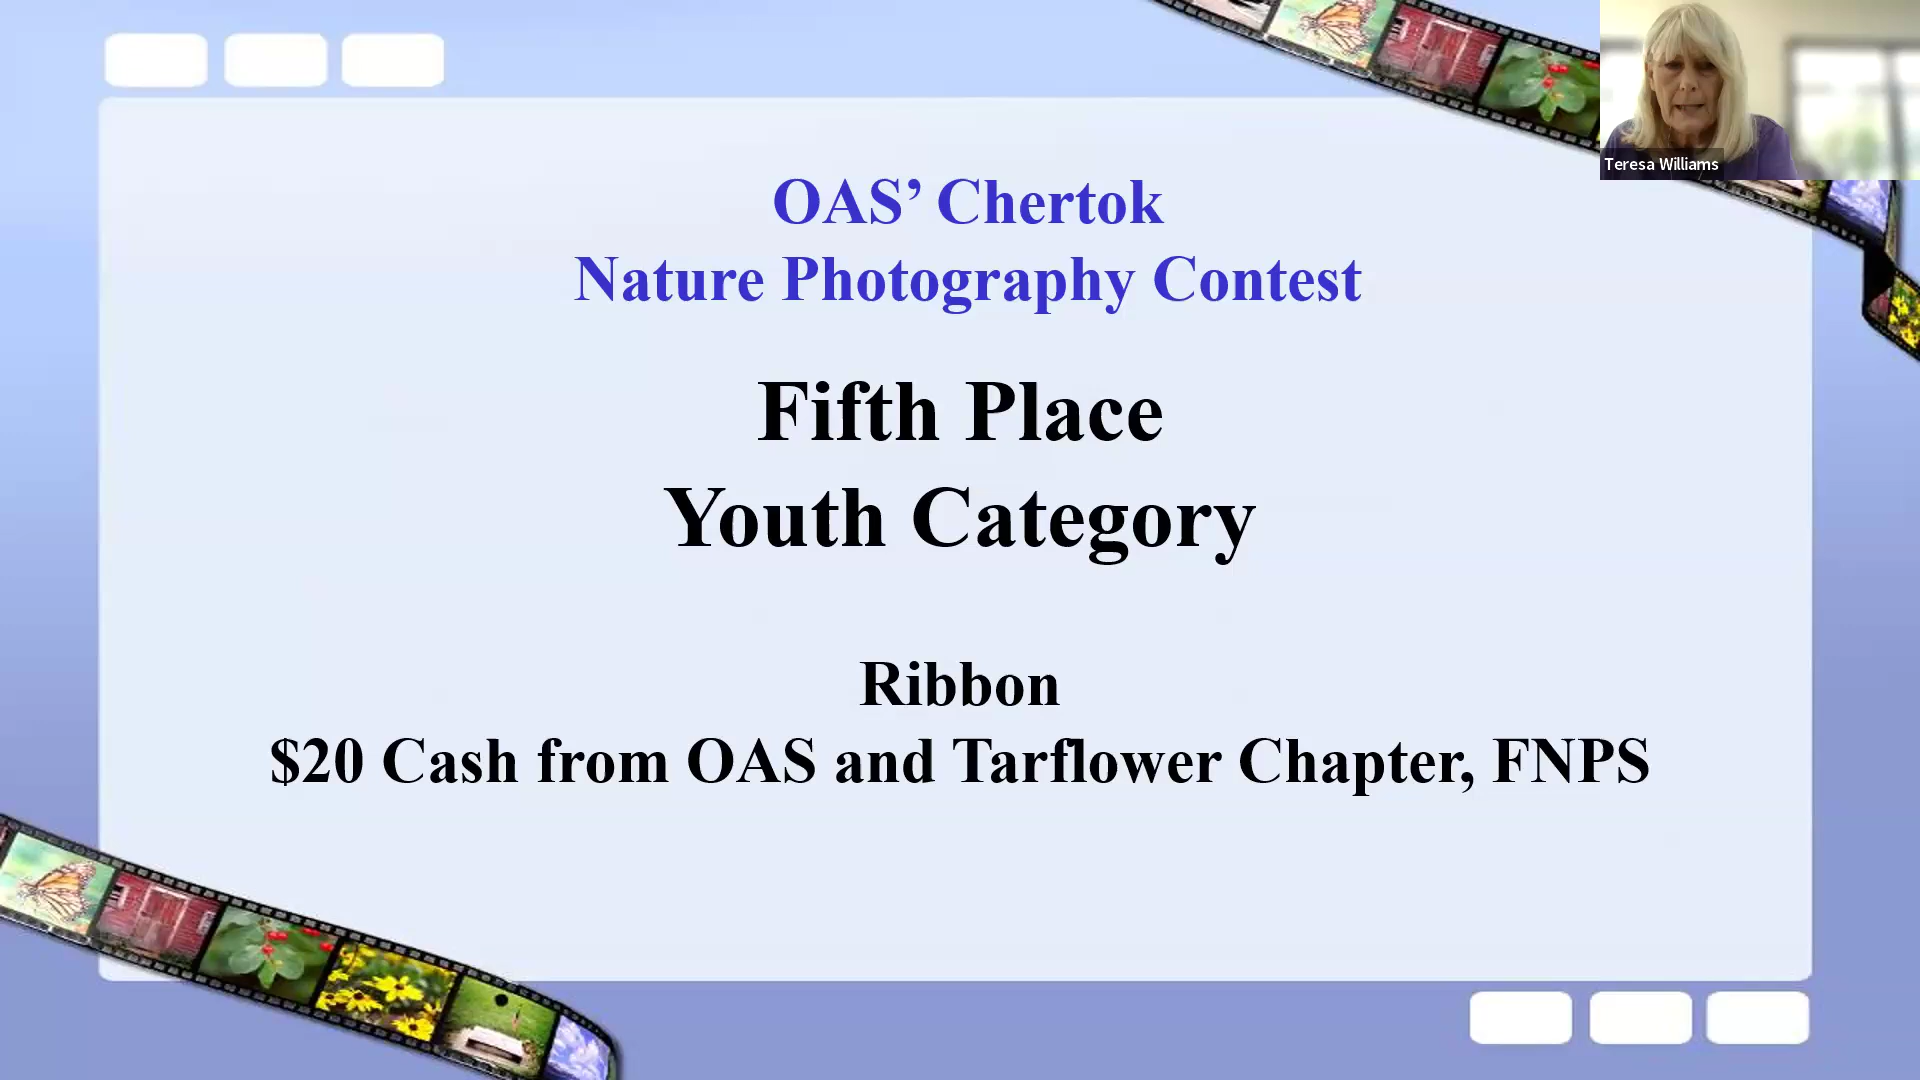 OAS’ Chertok
Nature Photography Contest
Fifth Place
Youth Category
Ribbon
$20 Cash from OAS and Tarflower Chapter, FNPS
Teresa Williams